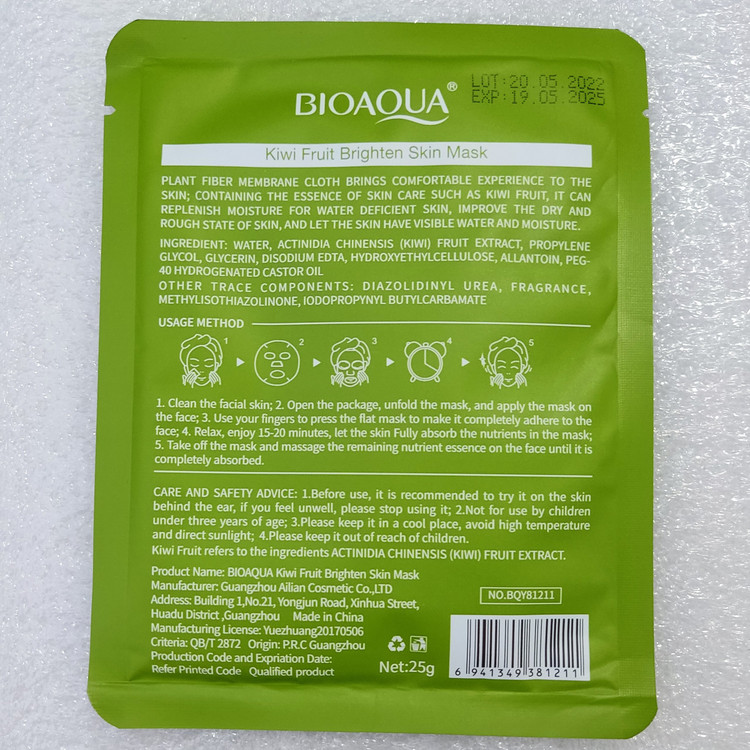 LOT:20.05.2022
EXP:19.05.2025
BIOAQUA®
Kiwi Fruit Brighten Skin Mask
PLANT FIBER MEMBRANE CLOTH BRINGS COMFORTABLE EXPERIENCE TO THE
SKIN; CONTAINING THE ESSENCE OF SKIN CARE SUCH AS KIWI FRUIT, IT CAN
REPLENISH MOISTURE FOR WATER DEFICIENT SKIN, IMPROVE THE DRY AND
ROUGH STATE OF SKIN, AND LET THE SKIN HAVE VISIBLE WATER AND MOISTURE.
INGREDIENT: WATER, ACTINIDIA CHINENSIS (KIWI) FRUIT EXTRACT, PROPYLENE
GLYCOL, GLYCERIN, DISODIUM EDTA, HYDROXYETHYLCELLULOSE, ALLANTOIN, PEG-
40 HYDROGENATED CASTOR OIL
OTHER TRACE COMPONENTS: DIAZOLIDINYL UREA, FRAGRANCE,
METHYLISOTHIAZOLINONE, IODOPROPYNYL BUTYLCARBAMATE
USAGE METHOD
1 2 3 4 5
1. Clean the facial skin; 2. Open the package, unfold the mask, and apply the mask on
the face; 3. Use your fingers to press the flat mask to make it completely adhere to the
face; 4. Relax, enjoy 15-20 minutes, let the skin Fully absorb the nutrients in the mask;
5. Take off the mask and massage the remaining nutrient essence on the face until it is
completely absorbed.
CARE AND SAFETY ADVICE: 1.Before use, it is recommended to try it on the skin
behind the ear, if you feel unwell, please stop using it; 2.Not for use by children
under three years of age; 3.Please keep it in a cool place, avoid high temperature
and direct sunlight; 4.Please keep it out of reach of children.
Kiwi Fruit refers to the ingredients ACTINIDIA CHINENSIS (KIWI) FRUIT EXTRACT.
Product Name: BIOAQUA Kiwi Fruit Brighten Skin Mask
Manufacturer: Guangzhou Ailian Cosmetic Co.,LTD
Address: Building 1,No.21, Yongjun Road, Xinhua Street,
Huadu District ,Guangzhou Made in China
Manufacturing License: Yuezhuang20170506
Criteria: QB/T 2872 Origin: P.R.C Guangzhou
Production Code and Expriation Date:
Refer Printed Code Qualified product
Net:25g
NO.BQY81211
6 941349 381211